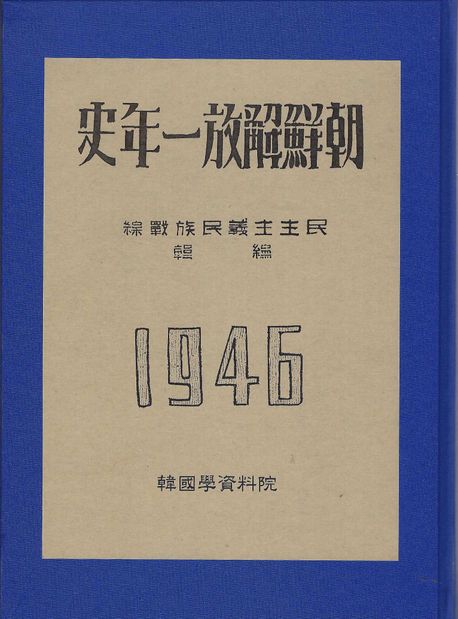 朝鮮解放一年史
民主主義民族戰線
編輯
1946
韓國學資料院